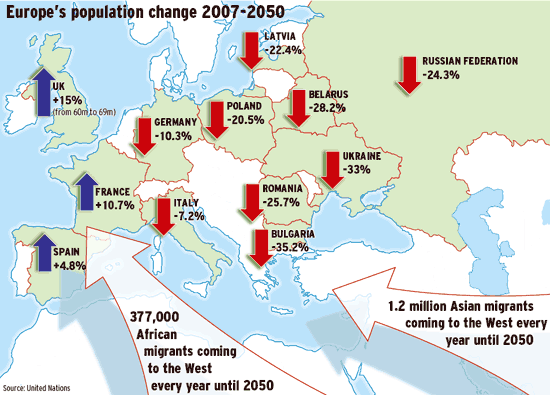 Europe's population change 2007-2050
LATVIA
-22.4%
RUSSIAN FEDERATION
-24.3%
UK
+15%
(from 60m to 69m)
BELARUS
-28.2%
POLAND
-20.5%
GERMANY
-10.3%
UKRAINE
-33%
FRANCE
+10.7%
ITALY
-7.2%
ROMANIA
-25.7%
BULGARIA
-35.2%
SPAIN
+4.8%
377,000
African
migrants coming
to the West
every year until 2050
1.2 million Asian migrants
coming to the West every
year until 2050
Source: United Nations